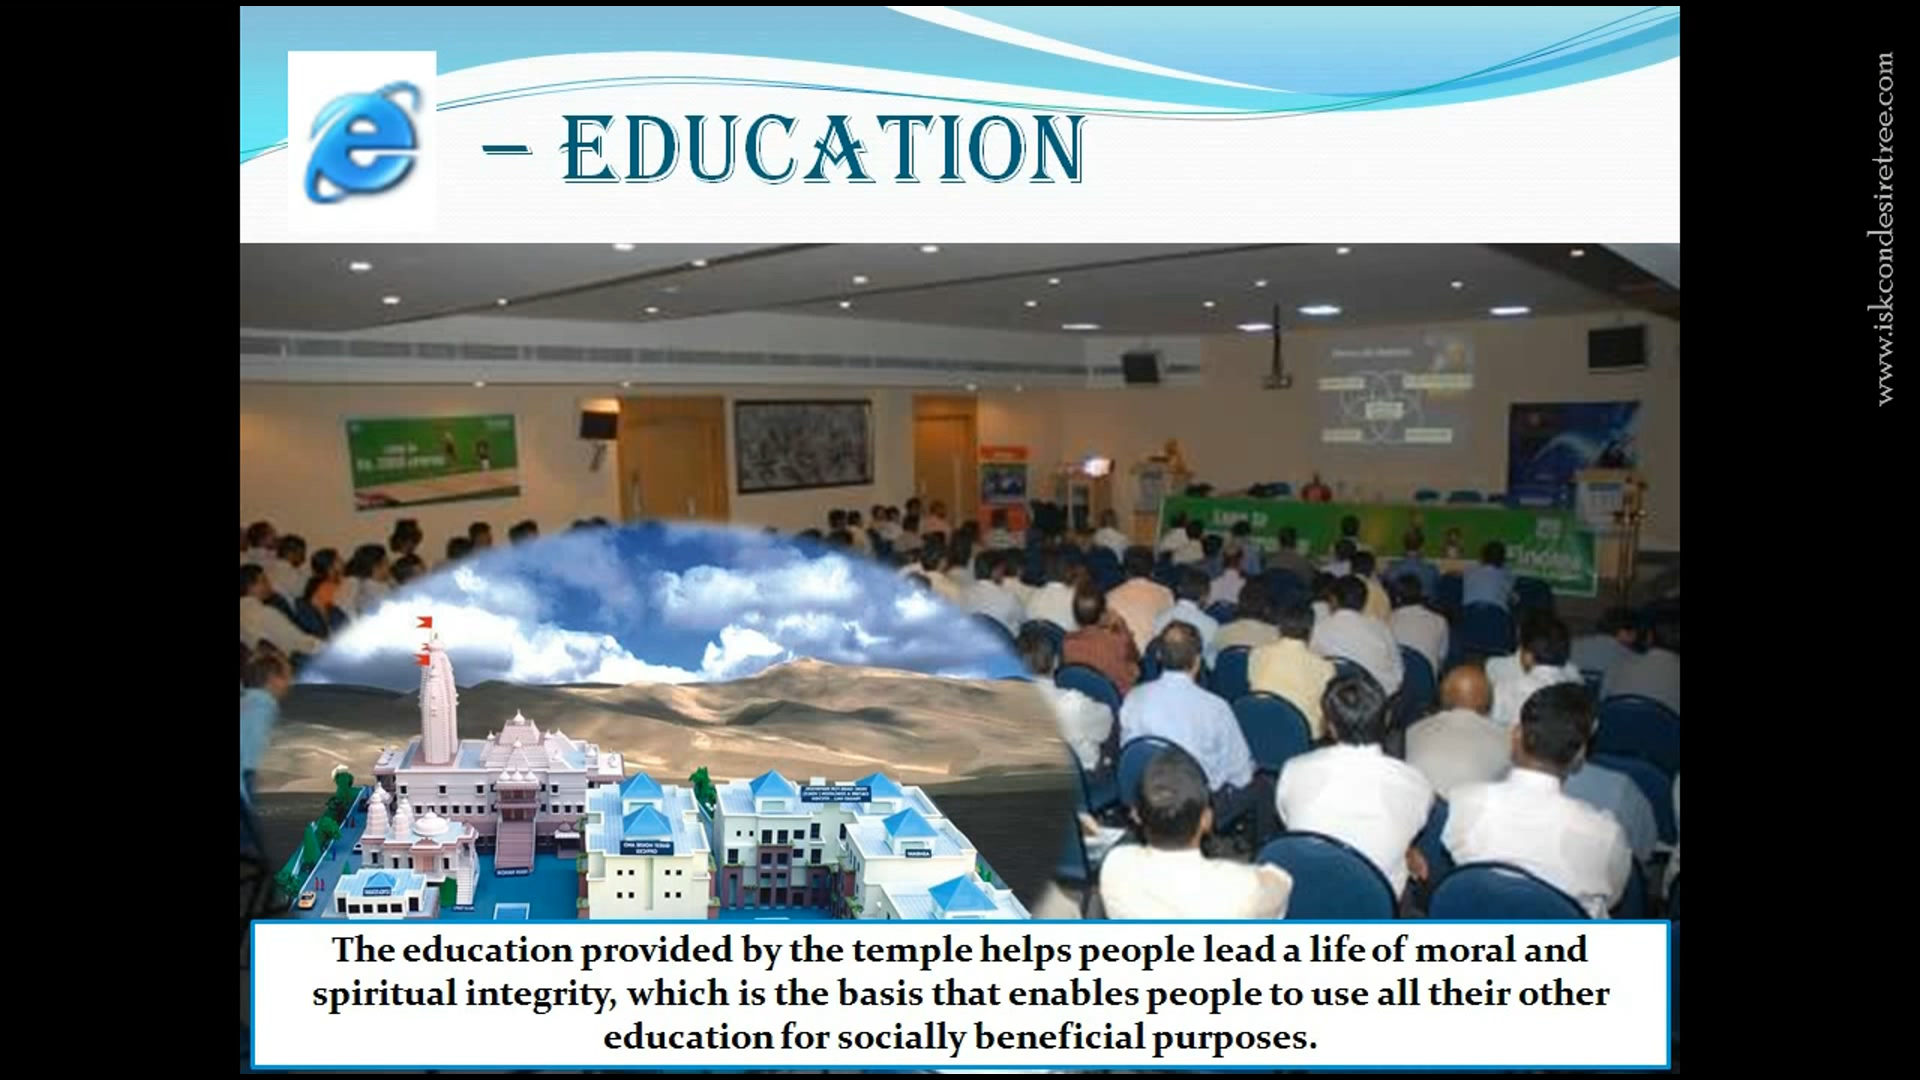 – EDUCATION
www.iskcondesiretree.com
The education provided by the temple helps people lead a life of moral and
spiritual integrity, which is the basis that enables people to use all their other
education for socially beneficial purposes.